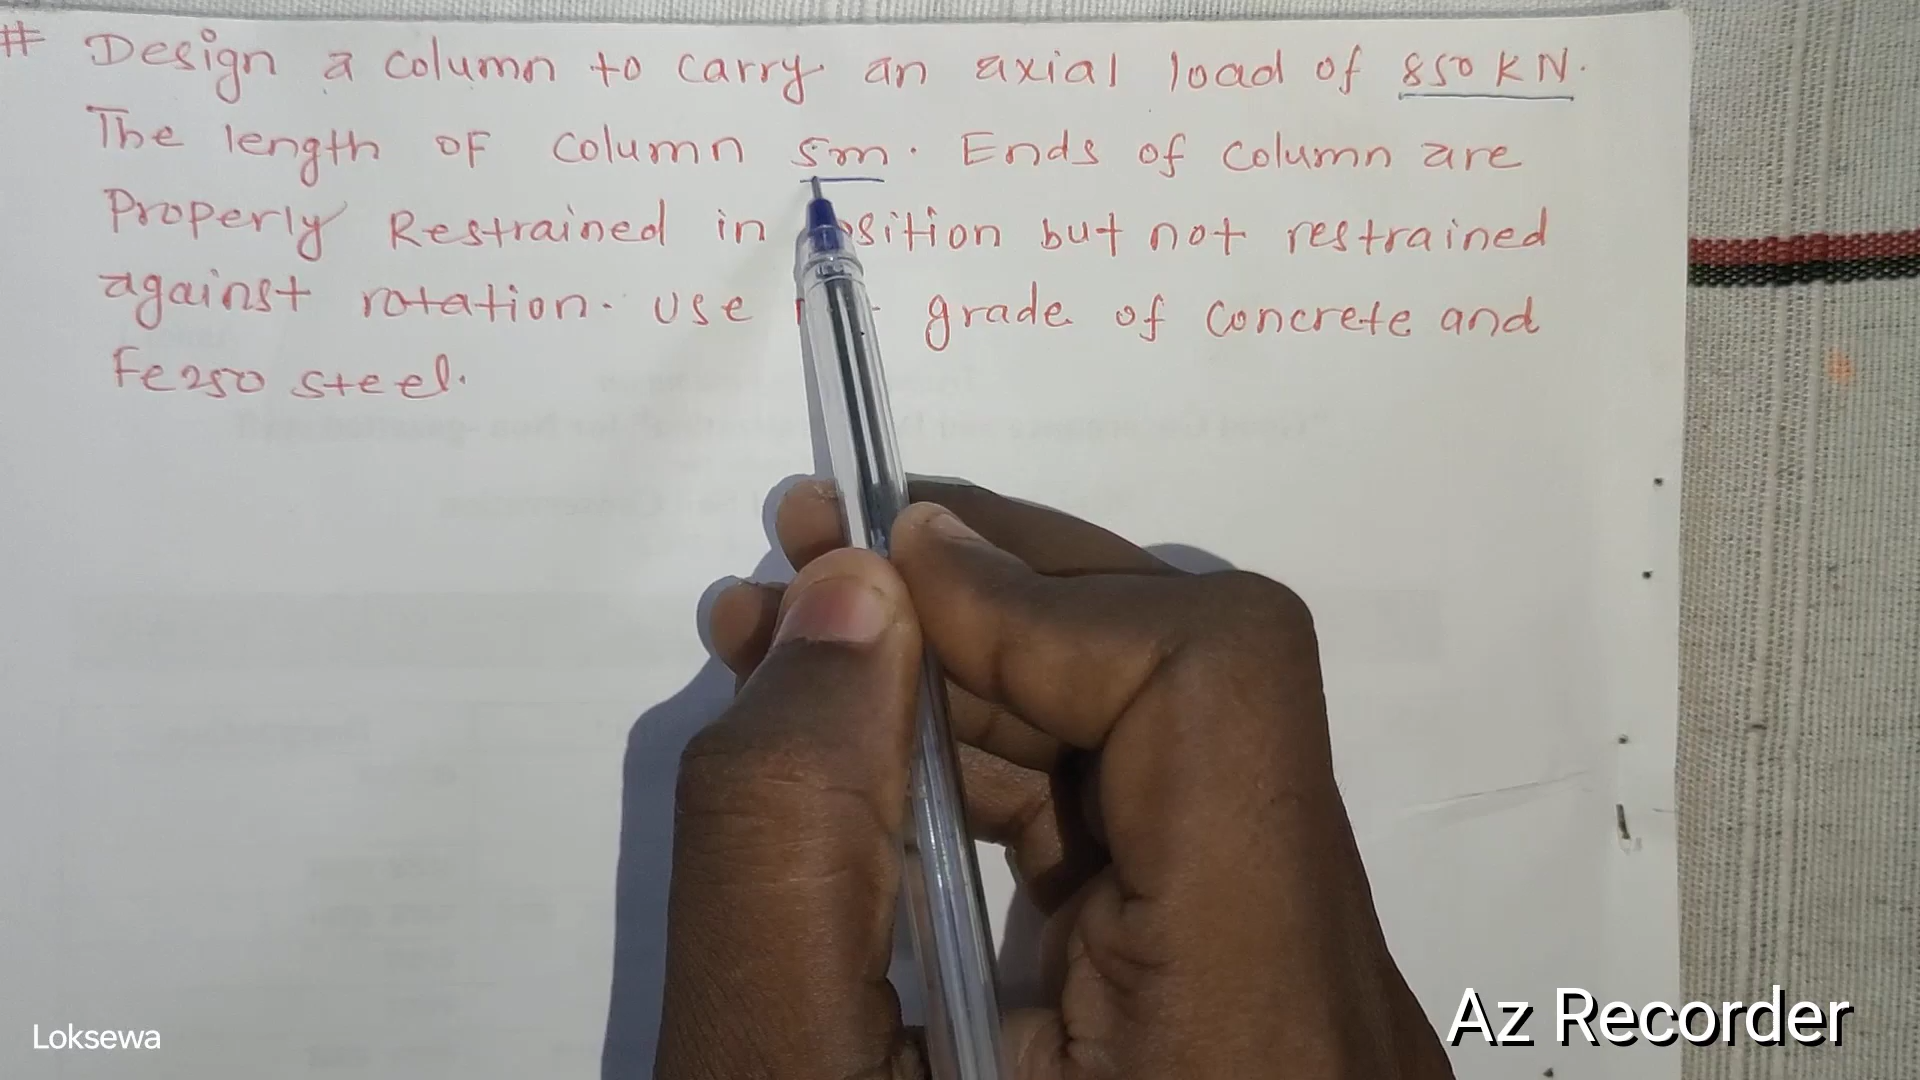 # Design a column to carry an axial load of 850 KN.
The length of column 5m. Ends of column are
Properly Restrained in position but not restrained
against rotation. use grade of concrete and
Fe250 steel.
Loksewa
Az Recorder